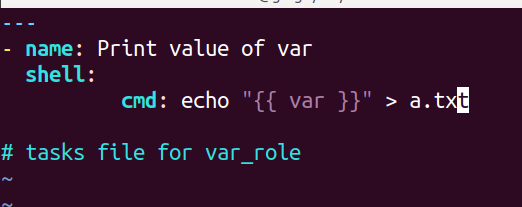 ---
- name: Print value of var
  shell:
          cmd: echo "{{ var }}" > a.txt
# tasks file for var_role
~
~